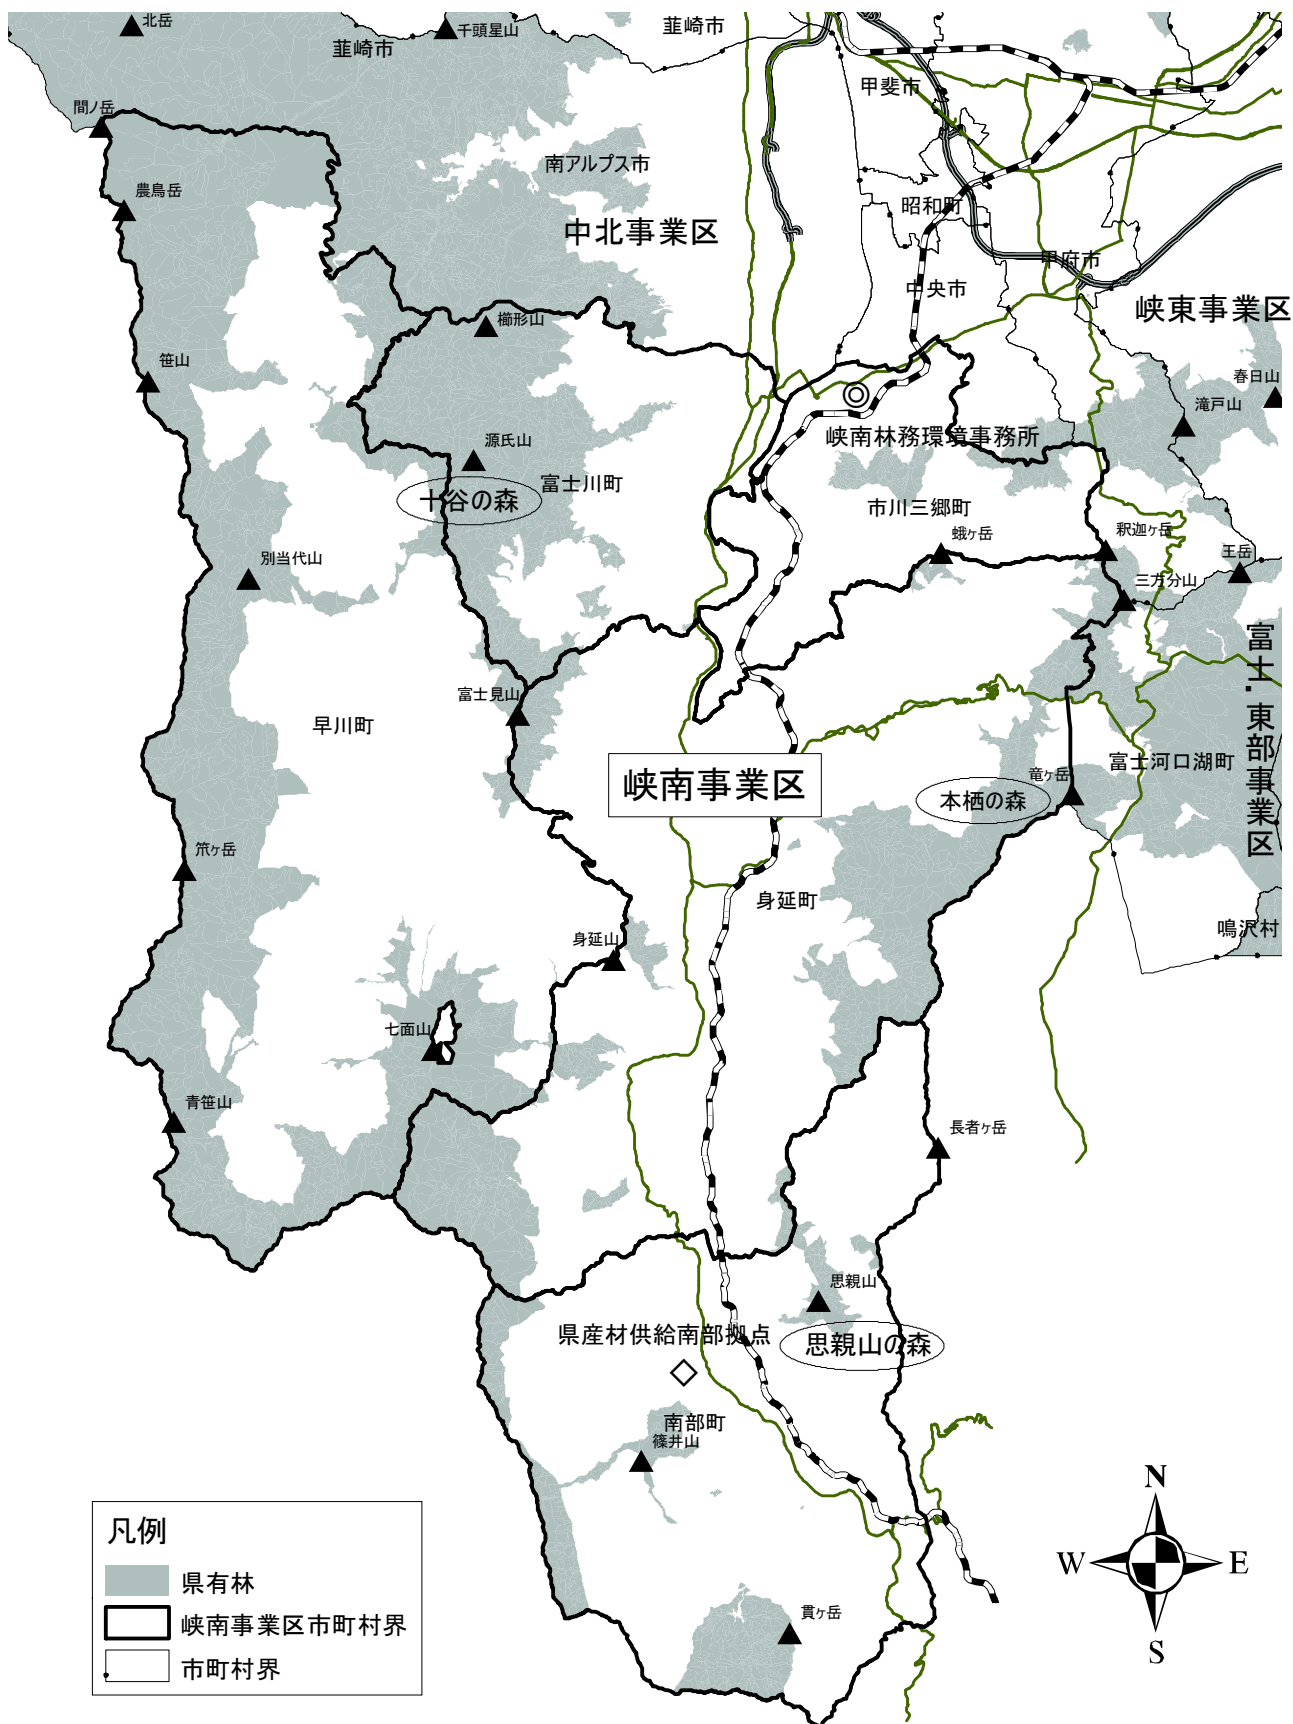 北岳
千頭星山
韮崎市
韮崎市
甲斐市
間ノ岳
南アルプス市
農鳥岳
昭和町
中北事業区
甲府市
中央市
峡東事業区
櫛形山
笹山
春日山
滝戸山
峡南林務環境事務所
源氏山
富士川町
十谷の森
市川三郷町
蛾ヶ岳
釈迦ヶ岳
王岳
別当代山
三方分山
富士・東部事業区
富士見山
早川町
富士河口湖町
竜ヶ岳
峡南事業区
本栖の森
笊ヶ岳
身延町
鳴沢村
身延山
七面山
青笹山
長者ヶ岳
思親山
県産材供給南部拠点
思親山の森
南部町
篠井山
貫ヶ岳
凡例
県有林
峡南事業区市町村界
市町村界
N
W
E
S